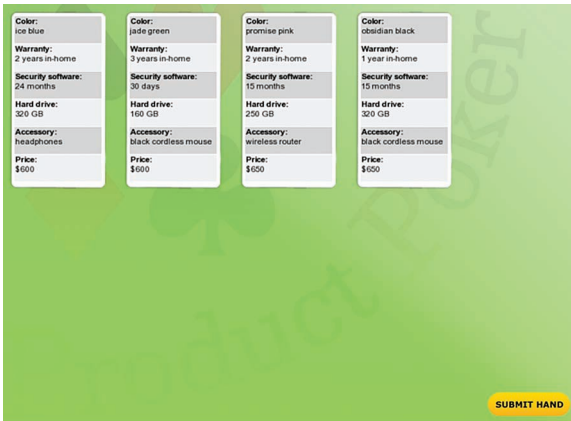 Color:
ice blue
Warranty:
2 years in-home
Security software:
24 months
Hard drive:
320 GB
Accessory:
headphones
Price:
$600
Color:
jade green
Warranty:
3 years in-home
Security software:
30 days
Hard drive:
160 GB
Accessory:
black cordless mouse
Price:
$600
Color:
promise pink
Warranty:
2 years in-home
Security software:
15 months
Hard drive:
250 GB
Accessory:
wireless router
Price:
$650
Color:
obsidian black
Warranty:
1 year in-home
Security software:
15 months
Hard drive:
320 GB
Accessory:
black cordless mouse
Price:
$650
Product Poker
SUBMIT HAND